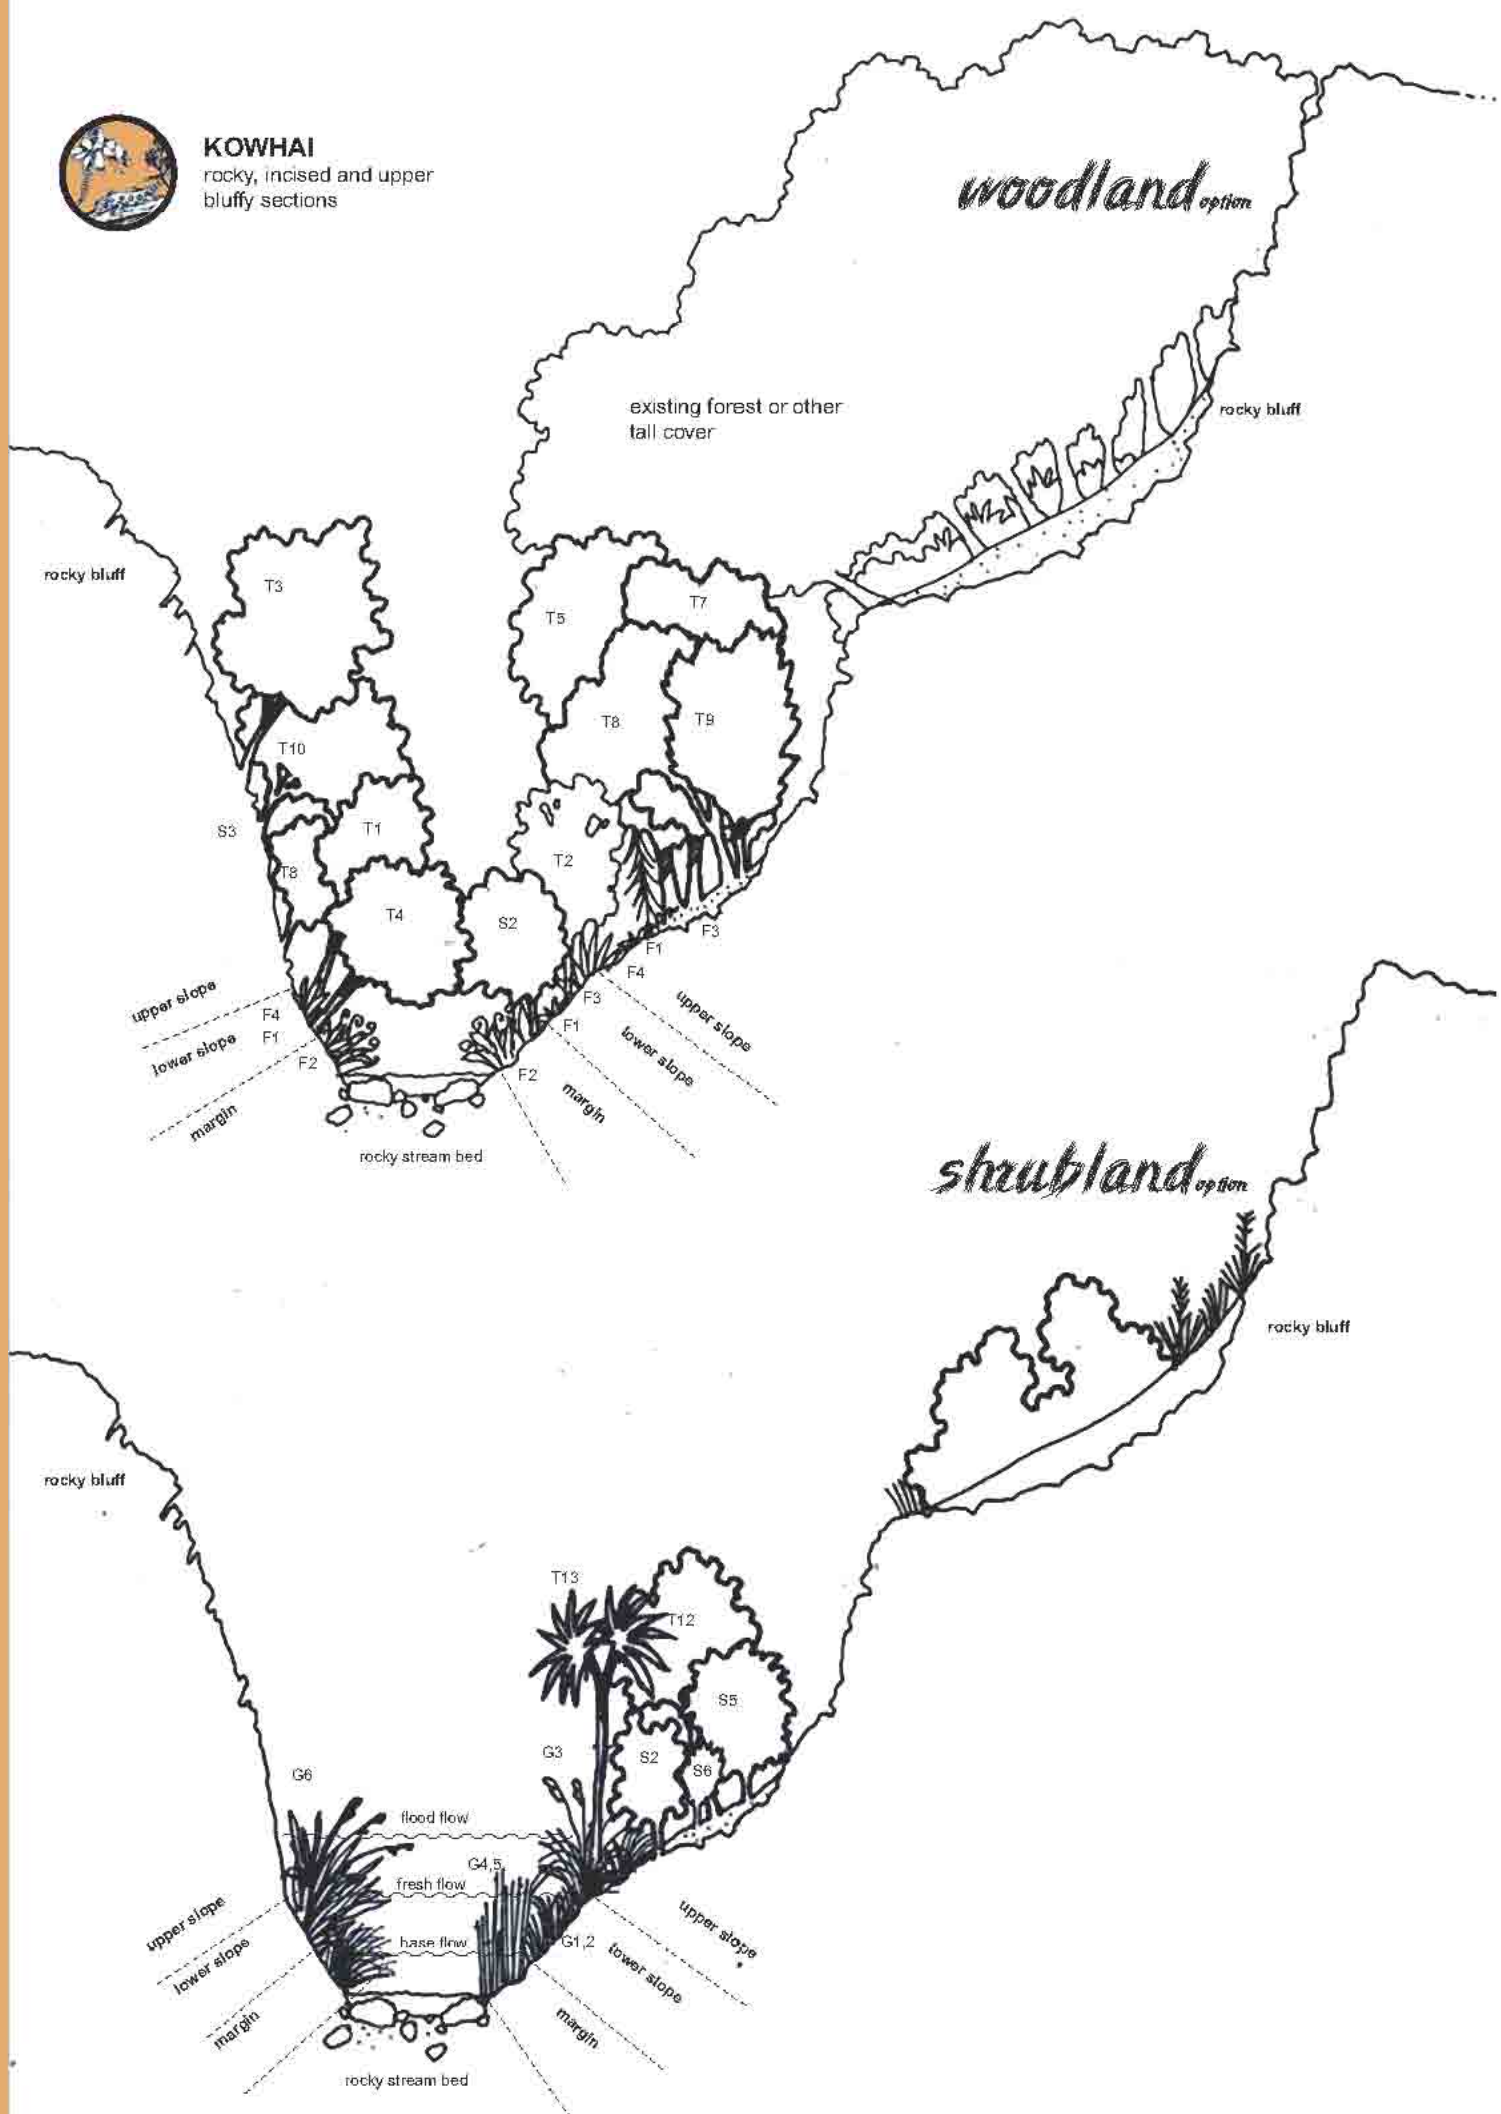 KOWHAI
rocky, incised and upper
bluffy sections
woodland option
existing forest or other
tall cover
rocky bluff
rocky bluff
T3
T5
T7
T10
T8
T9
S3
T1
T8
T2
T4
S2
F3
F1
F4
F3
F1
F2
upper slope
F4
F1
lower slope
F2
margin
upper slope
lower slope
margin
rocky stream bed
shrubland option
rocky bluff
rocky bluff
T13
T12
S5
G3
S2
S6
G6
flood flow
G4,5
fresh flow
base flow
G1,2
upper slope
lower slope
margin
upper slope
lower slope
margin
rocky stream bed